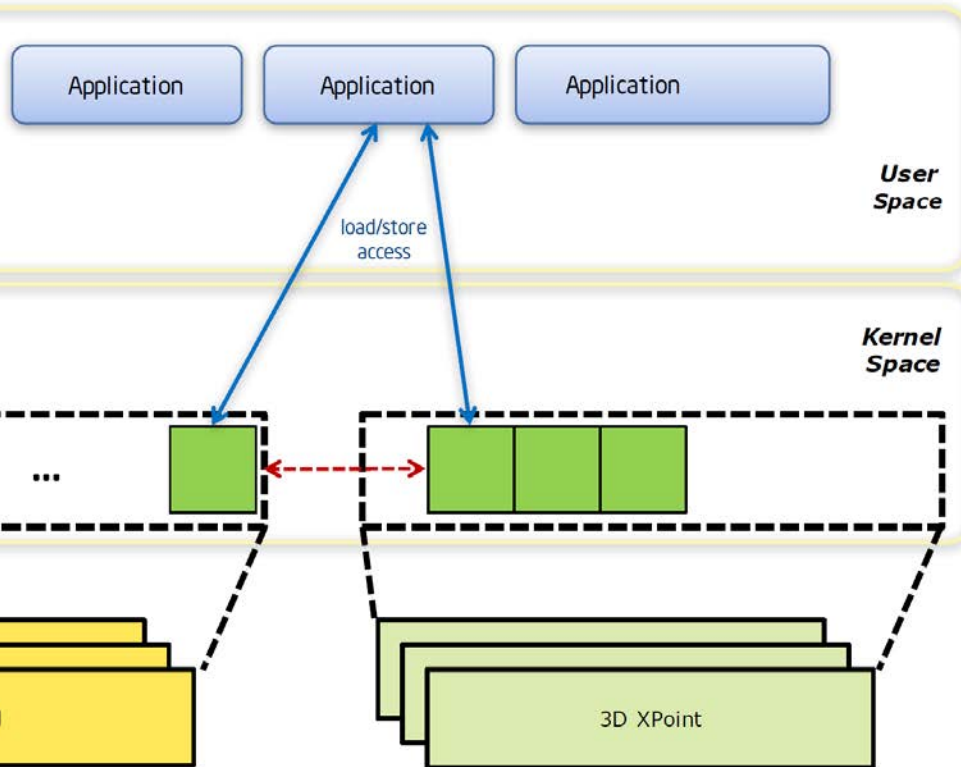 Application
Application
Application
User
Space
load/store
access
Kernel
Space
...
3D XPoint